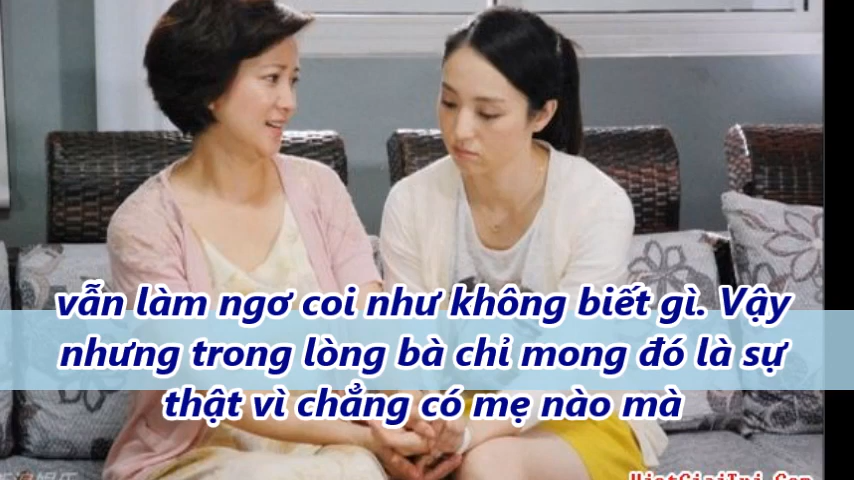 vẫn làm ngơ coi như không biết gì. Vậy
nhưng trong lòng bà chỉ mong đó là sự
thật vì chẳng có mẹ nào mà